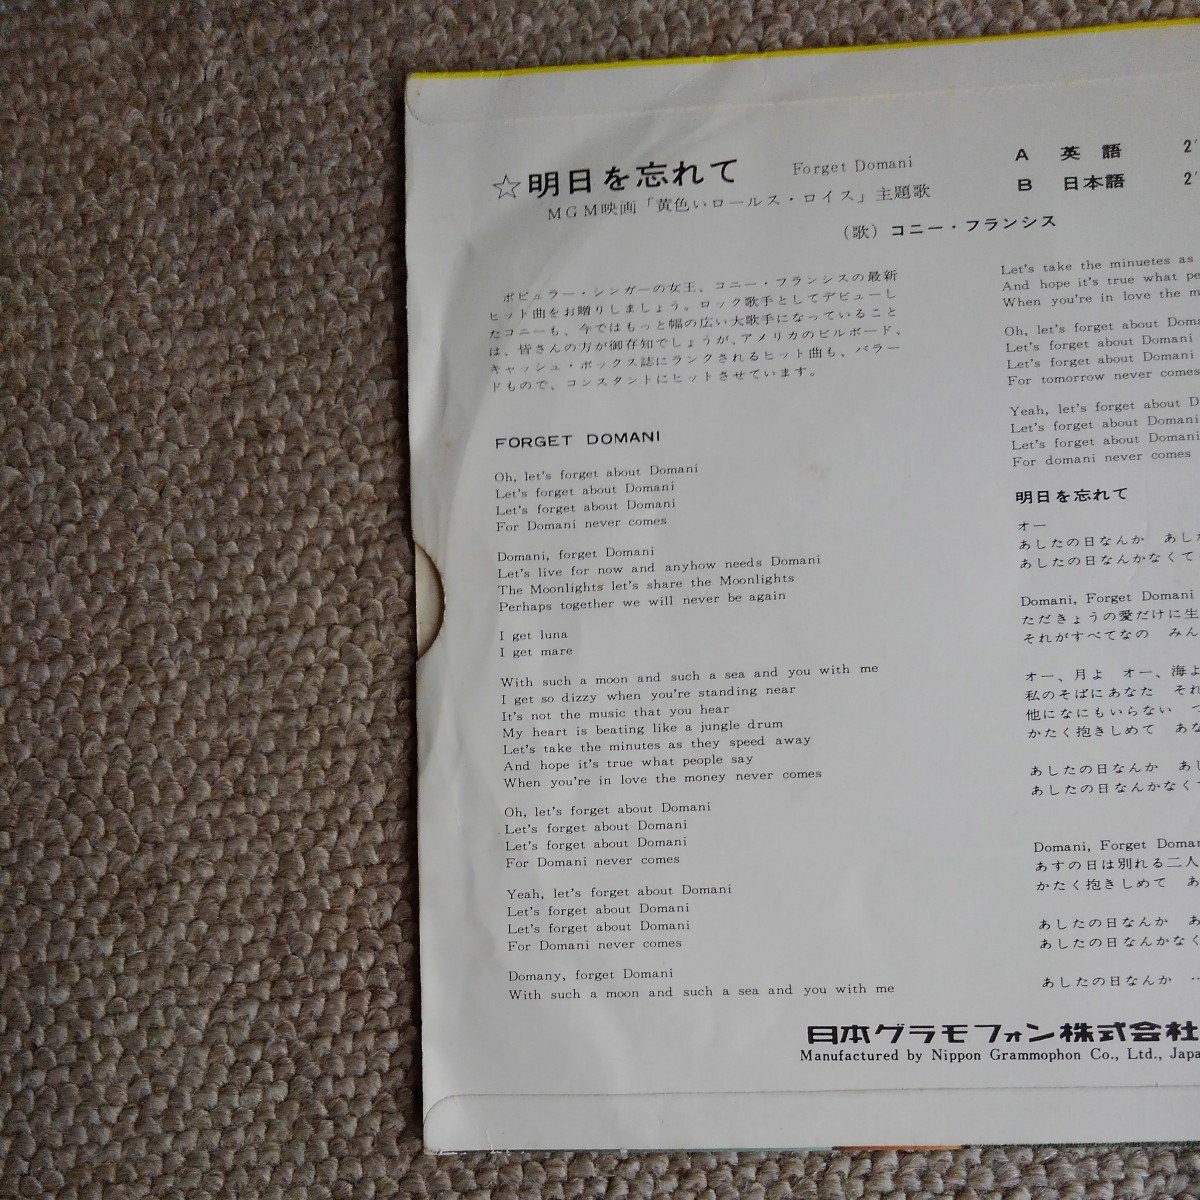 ☆明日を忘れて Forget Domani
MGM映画「黄色いロールス・ロイス」主題歌
A 英語 2'
B 日本語 2'
(歌) コニー・フランシス
ポピュラー・シンガーの女王、コニー・フランシスの最新
ヒット曲をお贈りしましょう。ロック歌手としてデビューし
たコニーも、今ではもっと幅の広い大歌手になっていること
は、皆さんの方が御存知でしょうが、アメリカのビルボード、
キャッシュ・ボックス誌にランクされるヒット曲も、バラー
ドもので、コンスタントにヒットさせています。
FORGET DOMANI
Oh, let's forget about Domani
Let's forget about Domani
Let's forget about Domani
For Domani never comes
Domani, forget Domani
Let's live for now and anyhow needs Domani
The Moonlights let's share the Moonlights
Perhaps together we will never be again
I get luna
I get mare
With such a moon and such a sea and you with me
I get so dizzy when you're standing near
It's not the music that you hear
My heart is beating like a jungle drum
Let's take the minutes as they speed away
And hope it's true what people say
When you're in love the money never comes
Oh, let's forget about Domani
Let's forget about Domani
Let's forget about Domani
For Domani never comes
Yeah, let's forget about Domani
Let's forget about Domani
Let's forget about Domani
For Domani never comes
Domany, forget Domani
With such a moon and such a sea and you with me
Let's take the minuetes as
And hope it's true what pe
When you're in love the m
Oh, let's forget about Doma
Let's forget about Domani
Let's forget about Domani
For tomorrow never comes
Yeah, let's forget about D
Let's forget about Domani
Let's forget about Domani
For domani never comes
明日を忘れて
オー
あしたの日なんか あした
あしたの日なんかなくて
Domani, Forget Domani
ただきょうの愛だけに生
それがすべてなの みん
オー、月よ オー、海よ
私のそばにあなた それ
他になにもいらない つ
かたく抱きしめて あな
あしたの日なんか あし
あしたの日なんかなくて
Domani, Forget Doman
あすの日は別れる二人
かたく抱きしめて あ
あしたの日なんか あ
あしたの日なんかなく
あしたの日なんか …
日本グラモフォン株式会社
Manufactured by Nippon Grammophon Co., Ltd., Japa